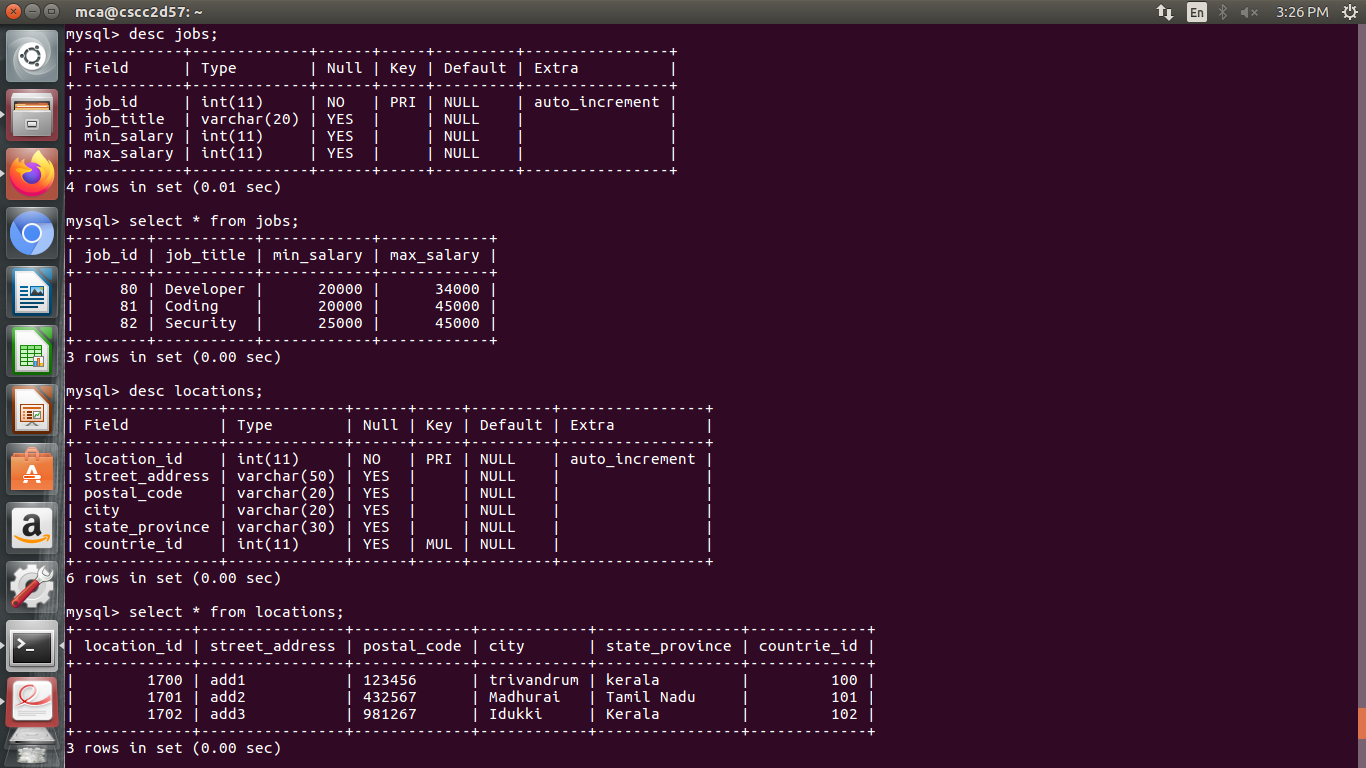 mca@cscc2d57: ~
En
3:26 PM
mysql> desc jobs;
+------------+-------------+------+-----+---------+----------------+
| Field      | Type        | Null | Key | Default | Extra          |
+------------+-------------+------+-----+---------+----------------+
| job_id     | int(11)     | NO   | PRI | NULL    | auto_increment |
| job_title  | varchar(20) | YES  |     | NULL    |                |
| min_salary | int(11)     | YES  |     | NULL    |                |
| max_salary | int(11)     | YES  |     | NULL    |                |
+------------+-------------+------+-----+---------+----------------+
4 rows in set (0.01 sec)
mysql> select * from jobs;
+--------+-----------+------------+------------+
| job_id | job_title | min_salary | max_salary |
+--------+-----------+------------+------------+
|     80 | Developer |      20000 |      34000 |
|     81 | Coding    |      20000 |      45000 |
|     82 | Security  |      25000 |      45000 |
+--------+-----------+------------+------------+
3 rows in set (0.00 sec)
mysql> desc locations;
+----------------+-------------+------+-----+---------+----------------+
| Field          | Type        | Null | Key | Default | Extra          |
+----------------+-------------+------+-----+---------+----------------+
| location_id    | int(11)     | NO   | PRI | NULL    | auto_increment |
| street_address | varchar(50) | YES  |     | NULL    |                |
| postal_code    | varchar(20) | YES  |     | NULL    |                |
| city           | varchar(20) | YES  |     | NULL    |                |
| state_province | varchar(30) | YES  |     | NULL    |                |
| countrie_id    | int(11)     | YES  | MUL | NULL    |                |
+----------------+-------------+------+-----+---------+----------------+
6 rows in set (0.00 sec)
mysql> select * from locations;
+-------------+----------------+-------------+------------+----------------+-------------+
| location_id | street_address | postal_code | city       | state_province | countrie_id |
+-------------+----------------+-------------+------------+----------------+-------------+
|        1700 | add1           | 123456      | trivandrum | kerala         |         100 |
|        1701 | add2           | 432567      | Madhurai   | Tamil Nadu     |         101 |
|        1702 | add3           | 981267      | Idukki     | Kerala         |         102 |
+-------------+----------------+-------------+------------+----------------+-------------+
3 rows in set (0.00 sec)